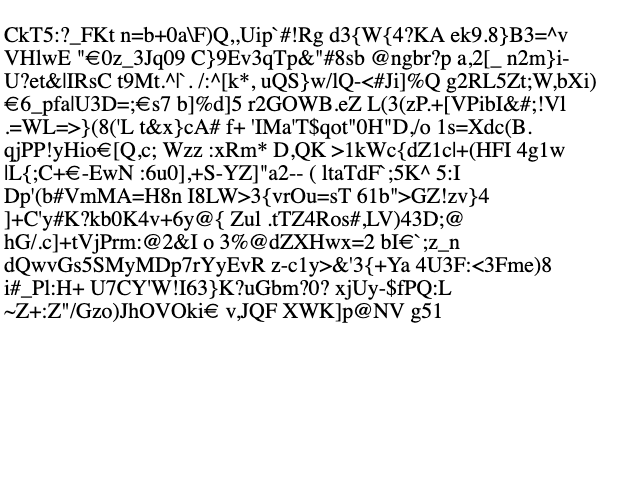 CkT5:?_FKt n=b+0a\F)Q,,Uip`#!Rg d3{W{4?KA ek9.8}B3=^v
VHlwE "€0z_3Jq09 C}9Ev3qTp&"#8sb @ngbr?p a,2[_ n2m}i-
U?et&|IRsC t9Mt.^|`. /:^[k*, uQS}w/lQ-<#Ji]%Q g2RL5Zt;W,bXi)
€6_pfa|U3D=;€s7 b]%d]5 r2GOWB.eZ L(3(zP.+[VPibI&#;!Vl
.=WL=>}(8('L t&x}cA# f+ 'IMa'T$qot"0H"D,/o 1s=Xdc(B.
qjPP!yHio€[Q,c; Wzz :xRm* D,QK >1kWc{dZ1c|+(HFI 4g1w
lL{;C+€-EwN :6u0],+S-YZ]"a2-- ( ltaTdF`;5K^ 5:I
Dp'(b#VmMA=H8n I8LW>3{vrOu=sT 61b">GZ!zv}4
]+C'y#K?kb0K4v+6y@{ Zul .tTZ4Ros#,LV)43D;@
hG/.c]+tVjPrm:@2&I o 3%@dZXHwx=2 bI€`;z_n
dQwvGs5SMyMDp7rYyEvR z-c1y>&'3{+Ya 4U3F:<3Fme)8
i#_Pl:H+ U7CY'W!I63}K?uGbm?0? xjUy-$fPQ:L
~Z+:Z"/Gzo)JhOVOki€ v,JQF XWK]p@NV g51